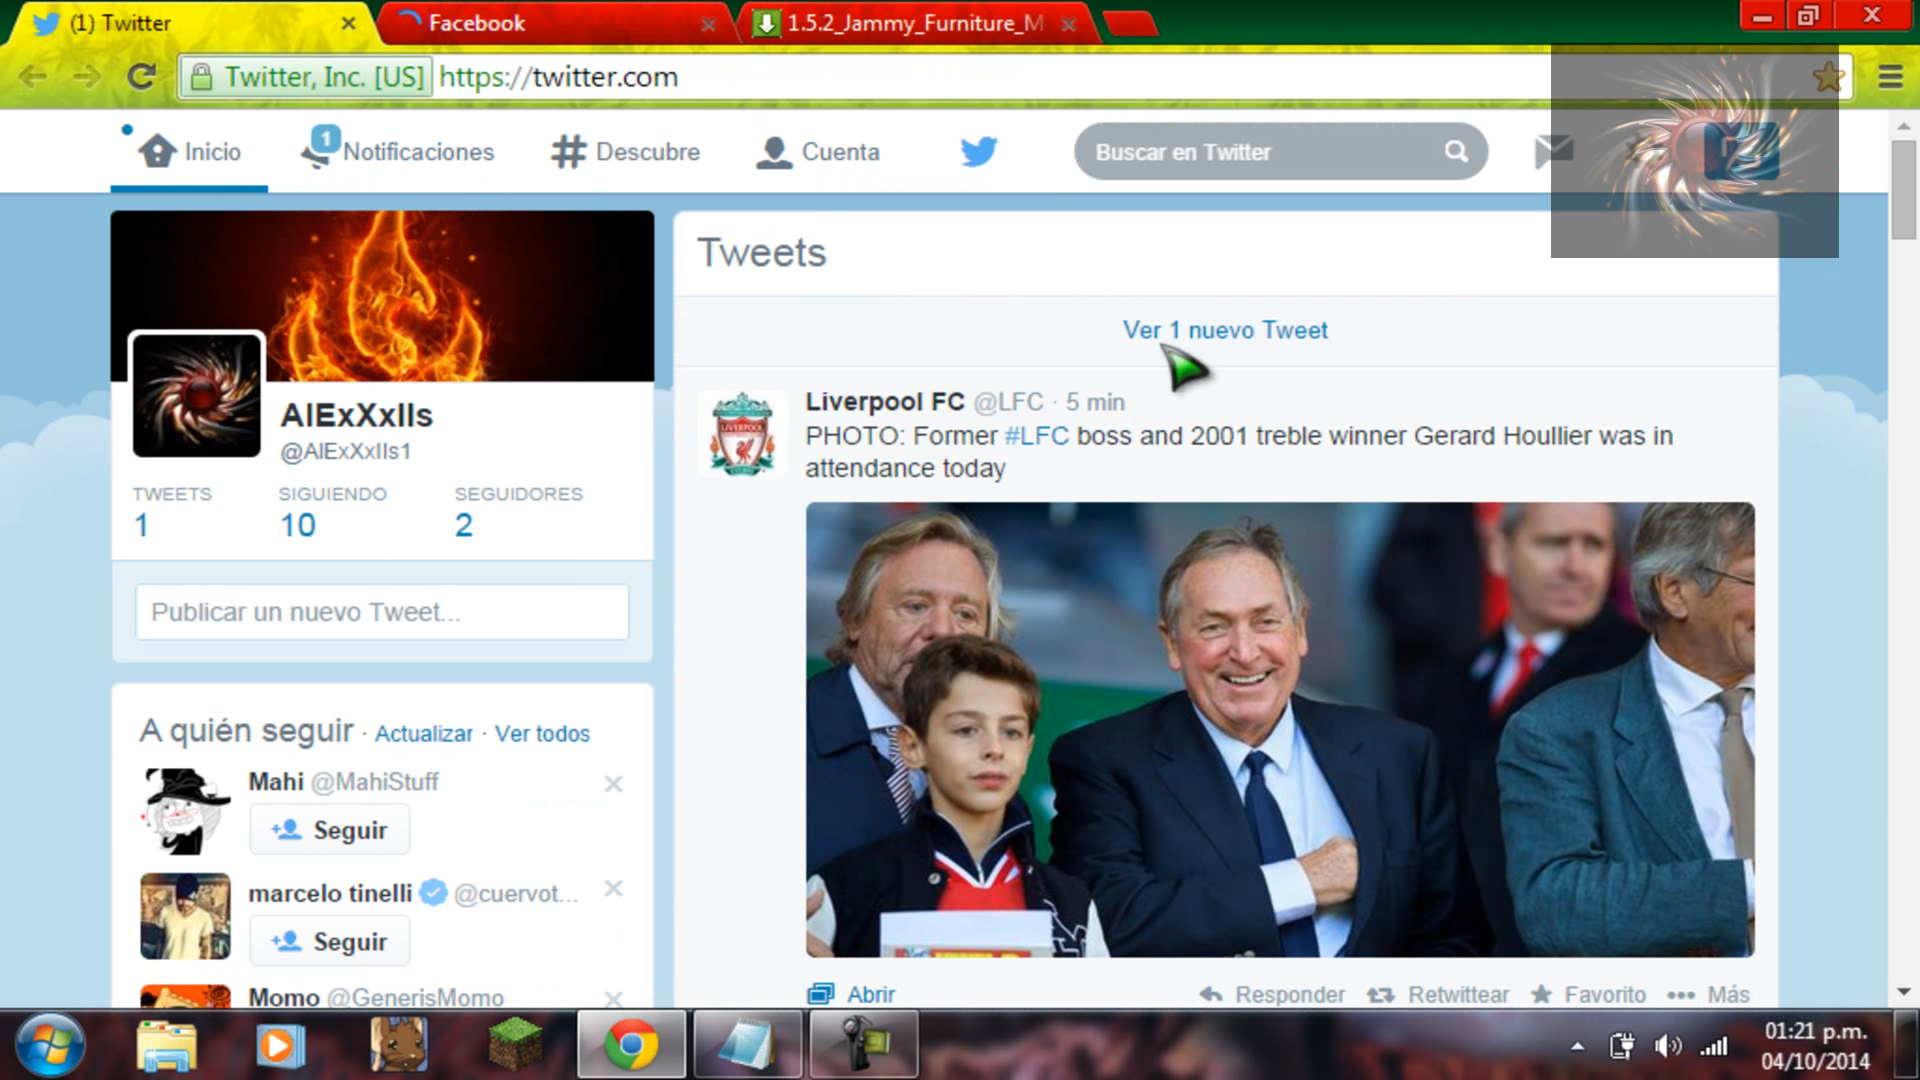 (1) Twitter
Facebook
1.5.2_Jammy_Furniture_M
Twitter, Inc. [US] https://twitter.com
Inicio
1
Notificaciones
Descubre
Cuenta
Buscar en Twitter
Tweets
Ver 1 nuevo Tweet
AlExXxIIs
@AlExXxIIs1
TWEETS SIGUIENDO SEGUIDORES
1 10 2
Publicar un nuevo Tweet...
A quién seguir · Actualizar · Ver todos
Mahi @MahiStuff
Seguir
marcelo tinelli @cuervot...
Seguir
Momo @GenerisMomo
Liverpool FC @LFC · 5 min
PHOTO: Former #LFC boss and 2001 treble winner Gerard Houllier was in
attendance today
Abrir Responder Retwittear Favorito Más
01:21 p.m.
04/10/2014